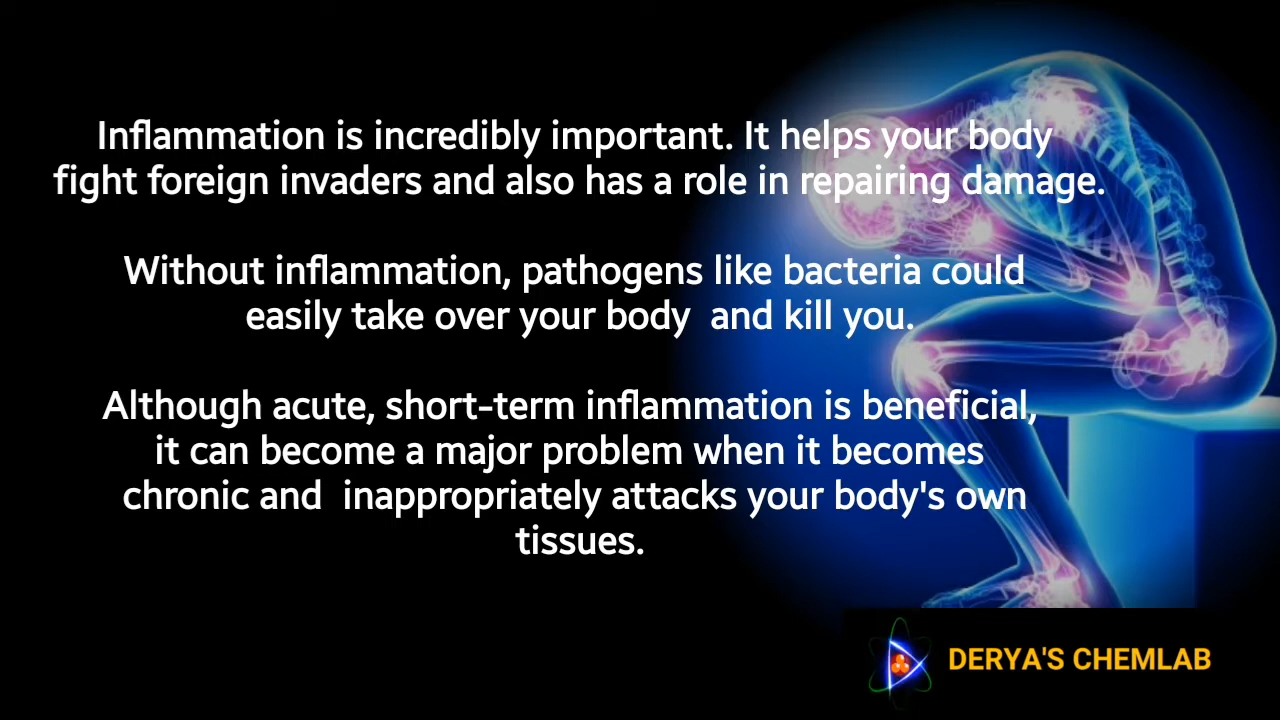 Inflammation is incredibly important. It helps your body
fight foreign invaders and also has a role in repairing damage.
Without inflammation, pathogens like bacteria could
easily take over your body  and kill you.
Although acute, short-term inflammation is beneficial,
it can become a major problem when it becomes
chronic and  inappropriately attacks your body's own
tissues.
DERYA'S CHEMLAB